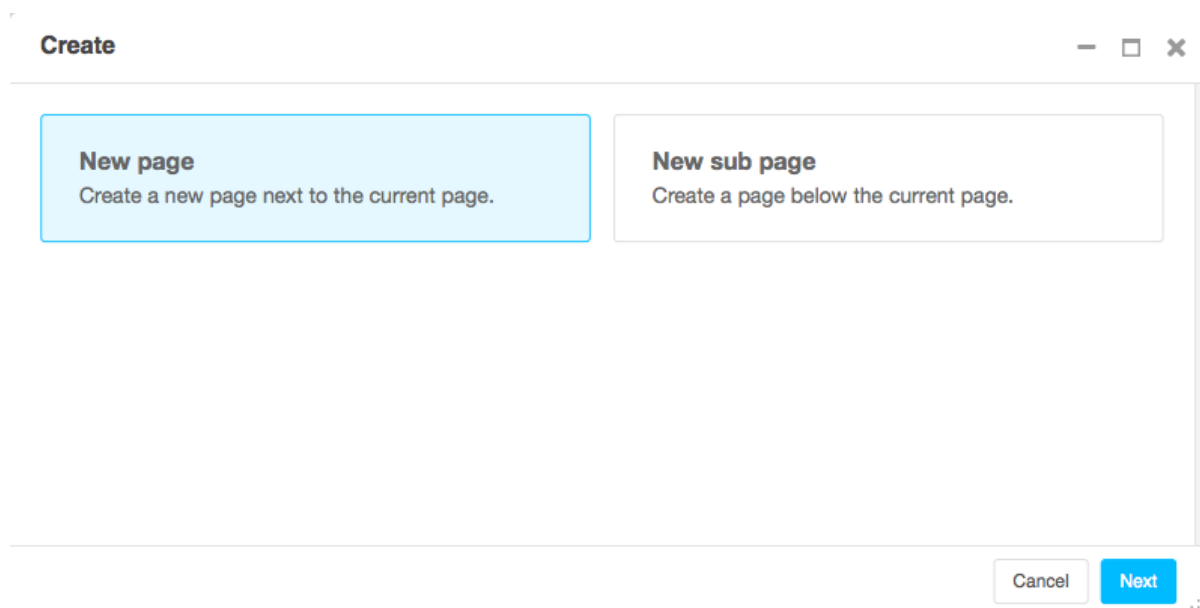 Create
New page
Create a new page next to the current page.
New sub page
Create a page below the current page.
Cancel
Next